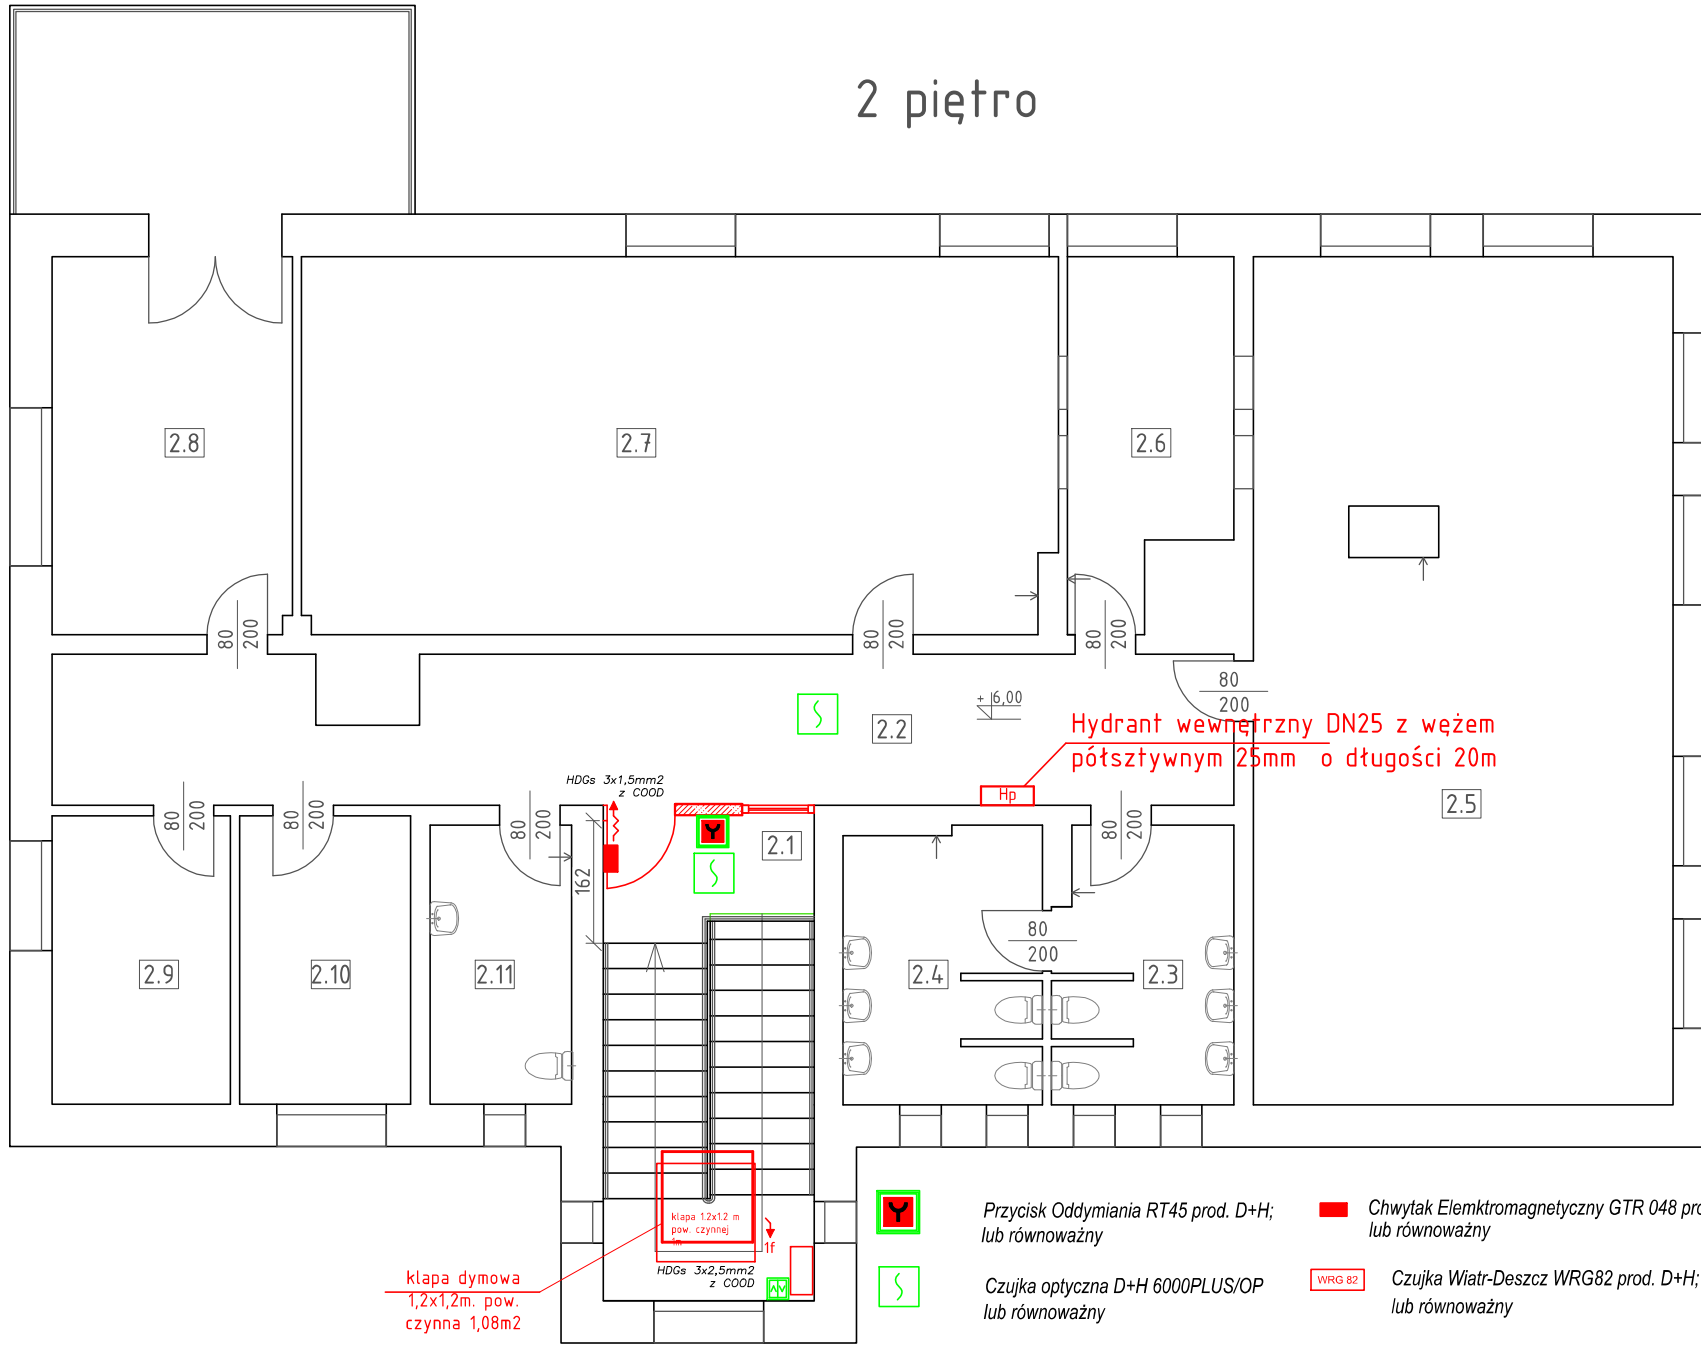 2 piętro
2.8
2.7
2.6
80
200
80
200
80
200
80
200
+ 6,00
2.2
Hydrant wewnętrzny DN25 z wężem
półsztywnym 25mm o długości 20m
HDGs 3x1,5mm2
z COOD
Hp
2.5
80
200
80
200
80
200
80
200
2.1
162
80
200
2.9
2.10
2.11
2.4
2.3
klapa 1.2x1.2 m
pow. czynnej
1f
HDGs 3x2,5mm2
z COOD
klapa dymowa
1,2x1,2m. pow.
czynna 1,08m2
Przycisk Oddymiania RT45 prod. D+H;
lub równoważny
Chwytak Elemktromagnetyczny GTR 048 pro
lub równoważny
Czujka optyczna D+H 6000PLUS/OP
lub równoważny
WRG 82
Czujka Wiatr-Deszcz WRG82 prod. D+H;
lub równoważny